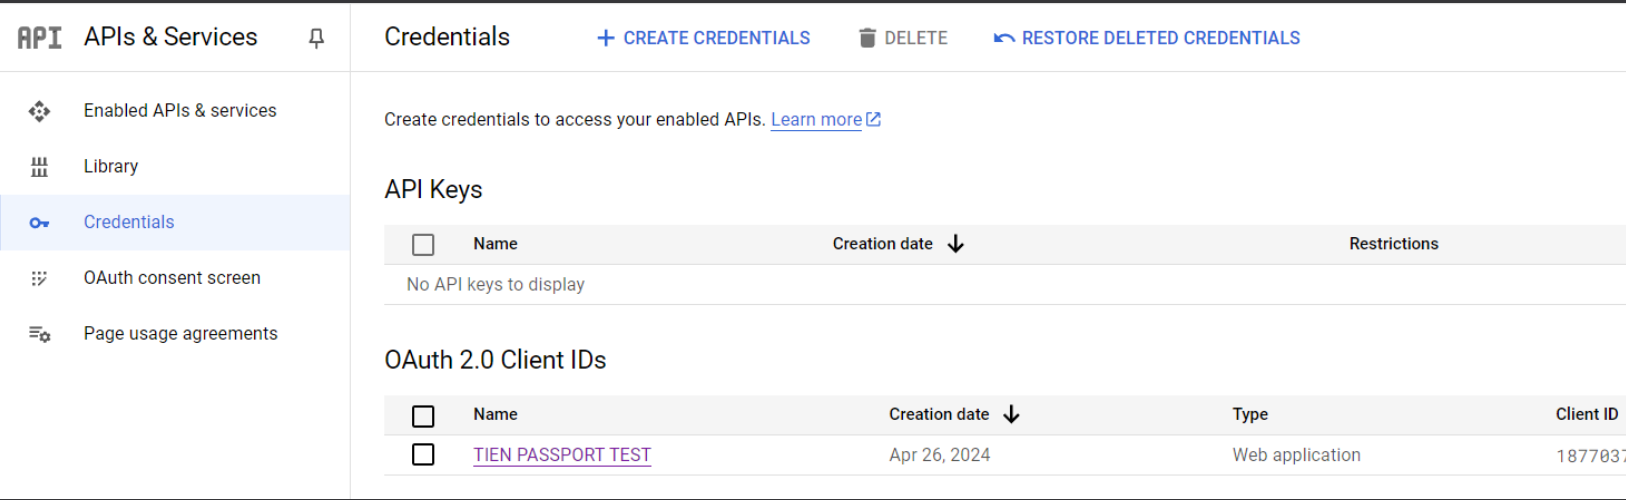 API APIs & Services
Credentials
CREATE CREDENTIALS
DELETE
RESTORE DELETED CREDENTIALS
Enabled APIs & services
Library
Credentials
OAuth consent screen
Page usage agreements
Create credentials to access your enabled APIs. Learn more
API Keys
Name Creation date Restrictions
No API keys to display
OAuth 2.0 Client IDs
Name Creation date Type Client ID
TIEN PASSPORT TEST Apr 26, 2024 Web application 1877037